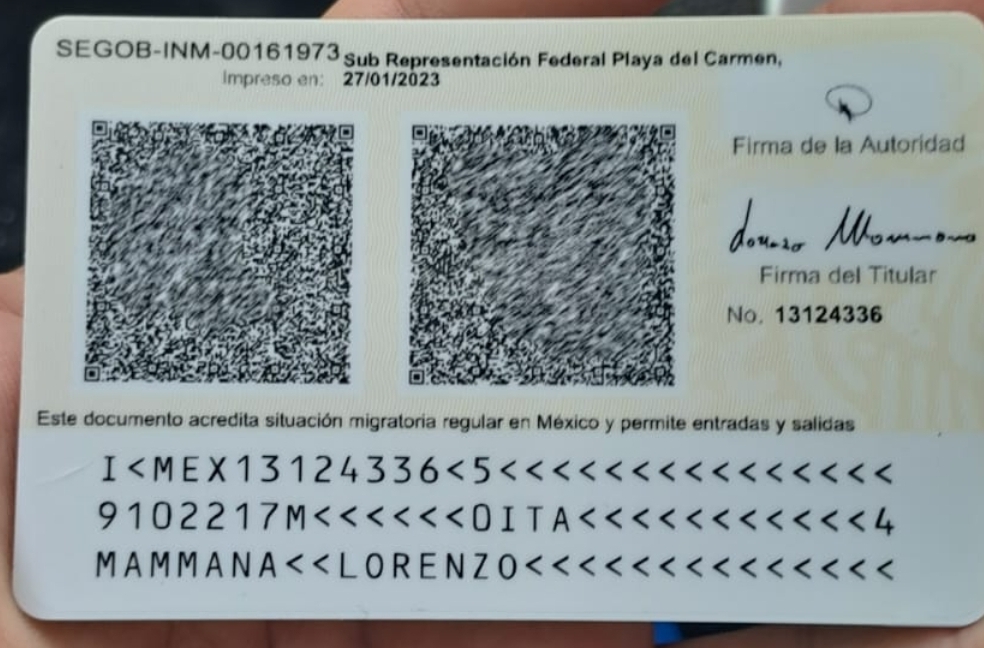 SEGOB-INM-00161973 Sub Representación Federal Playa del Carmen,
Impreso en: 27/01/2023
Firma de la Autoridad
Lorenzo Mammana
Firma del Titular
No. 13124336
Este documento acredita situación migratoria regular en México y permite entradas y salidas
I<MEX13124336<5<<<<<<<<<<<<<<<
9102217M<<<<<<0ITA<<<<<<<<<<<4
MAMMANA<<LORENZO<<<<<<<<<<<<<<